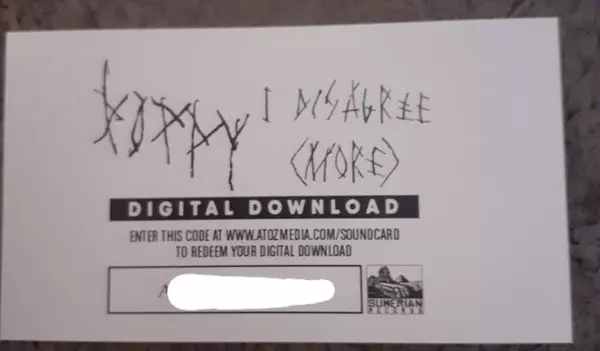 POPPY I DISAGREE
(MORE)
DIGITAL DOWNLOAD
ENTER THIS CODE AT WWW.ATOZMEDIA.COM/SOUNDCARD
TO REDEEM YOUR DIGITAL DOWNLOAD
A
SUMERIAN
RECORDS